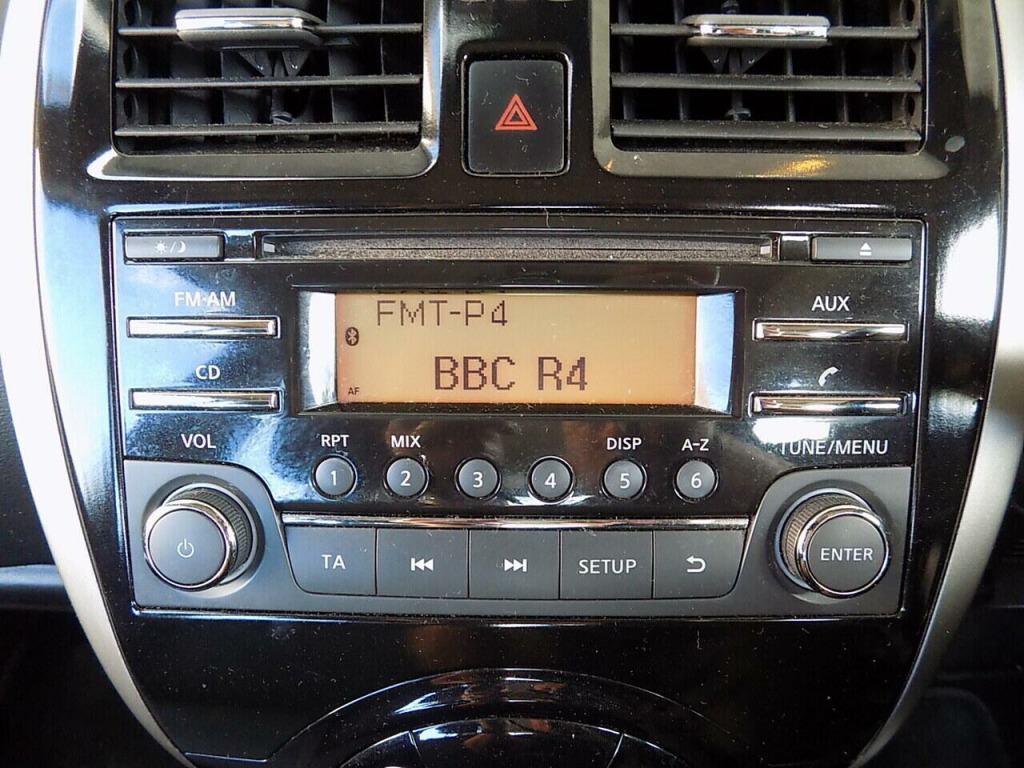 FM·AM
AUX
FMT-P4
AF
BBC R4
CD
VOL
RPT
MIX
DISP
A-Z
TUNE/MENU
1
2
3
4
5
6
TA
SETUP
ENTER